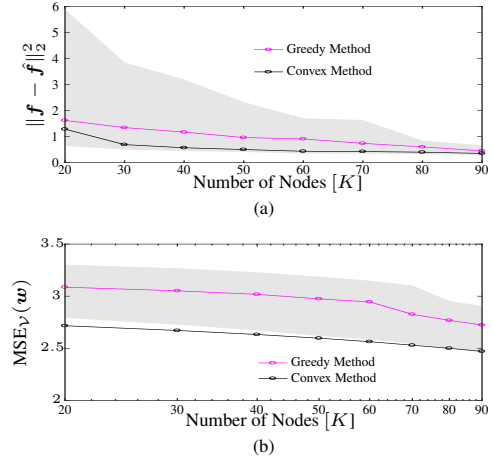 6
5
4
3
2
1
0
‖f − f̂‖₂²
Greedy Method
Convex Method
20 30 40 50 60 70 80 90
Number of Nodes [K]
(a)
3.5
3
2.5
2
MSE_𝒱(w)
Greedy Method
Convex Method
20 30 40 50 60 70 80 90
Number of Nodes [K]
(b)